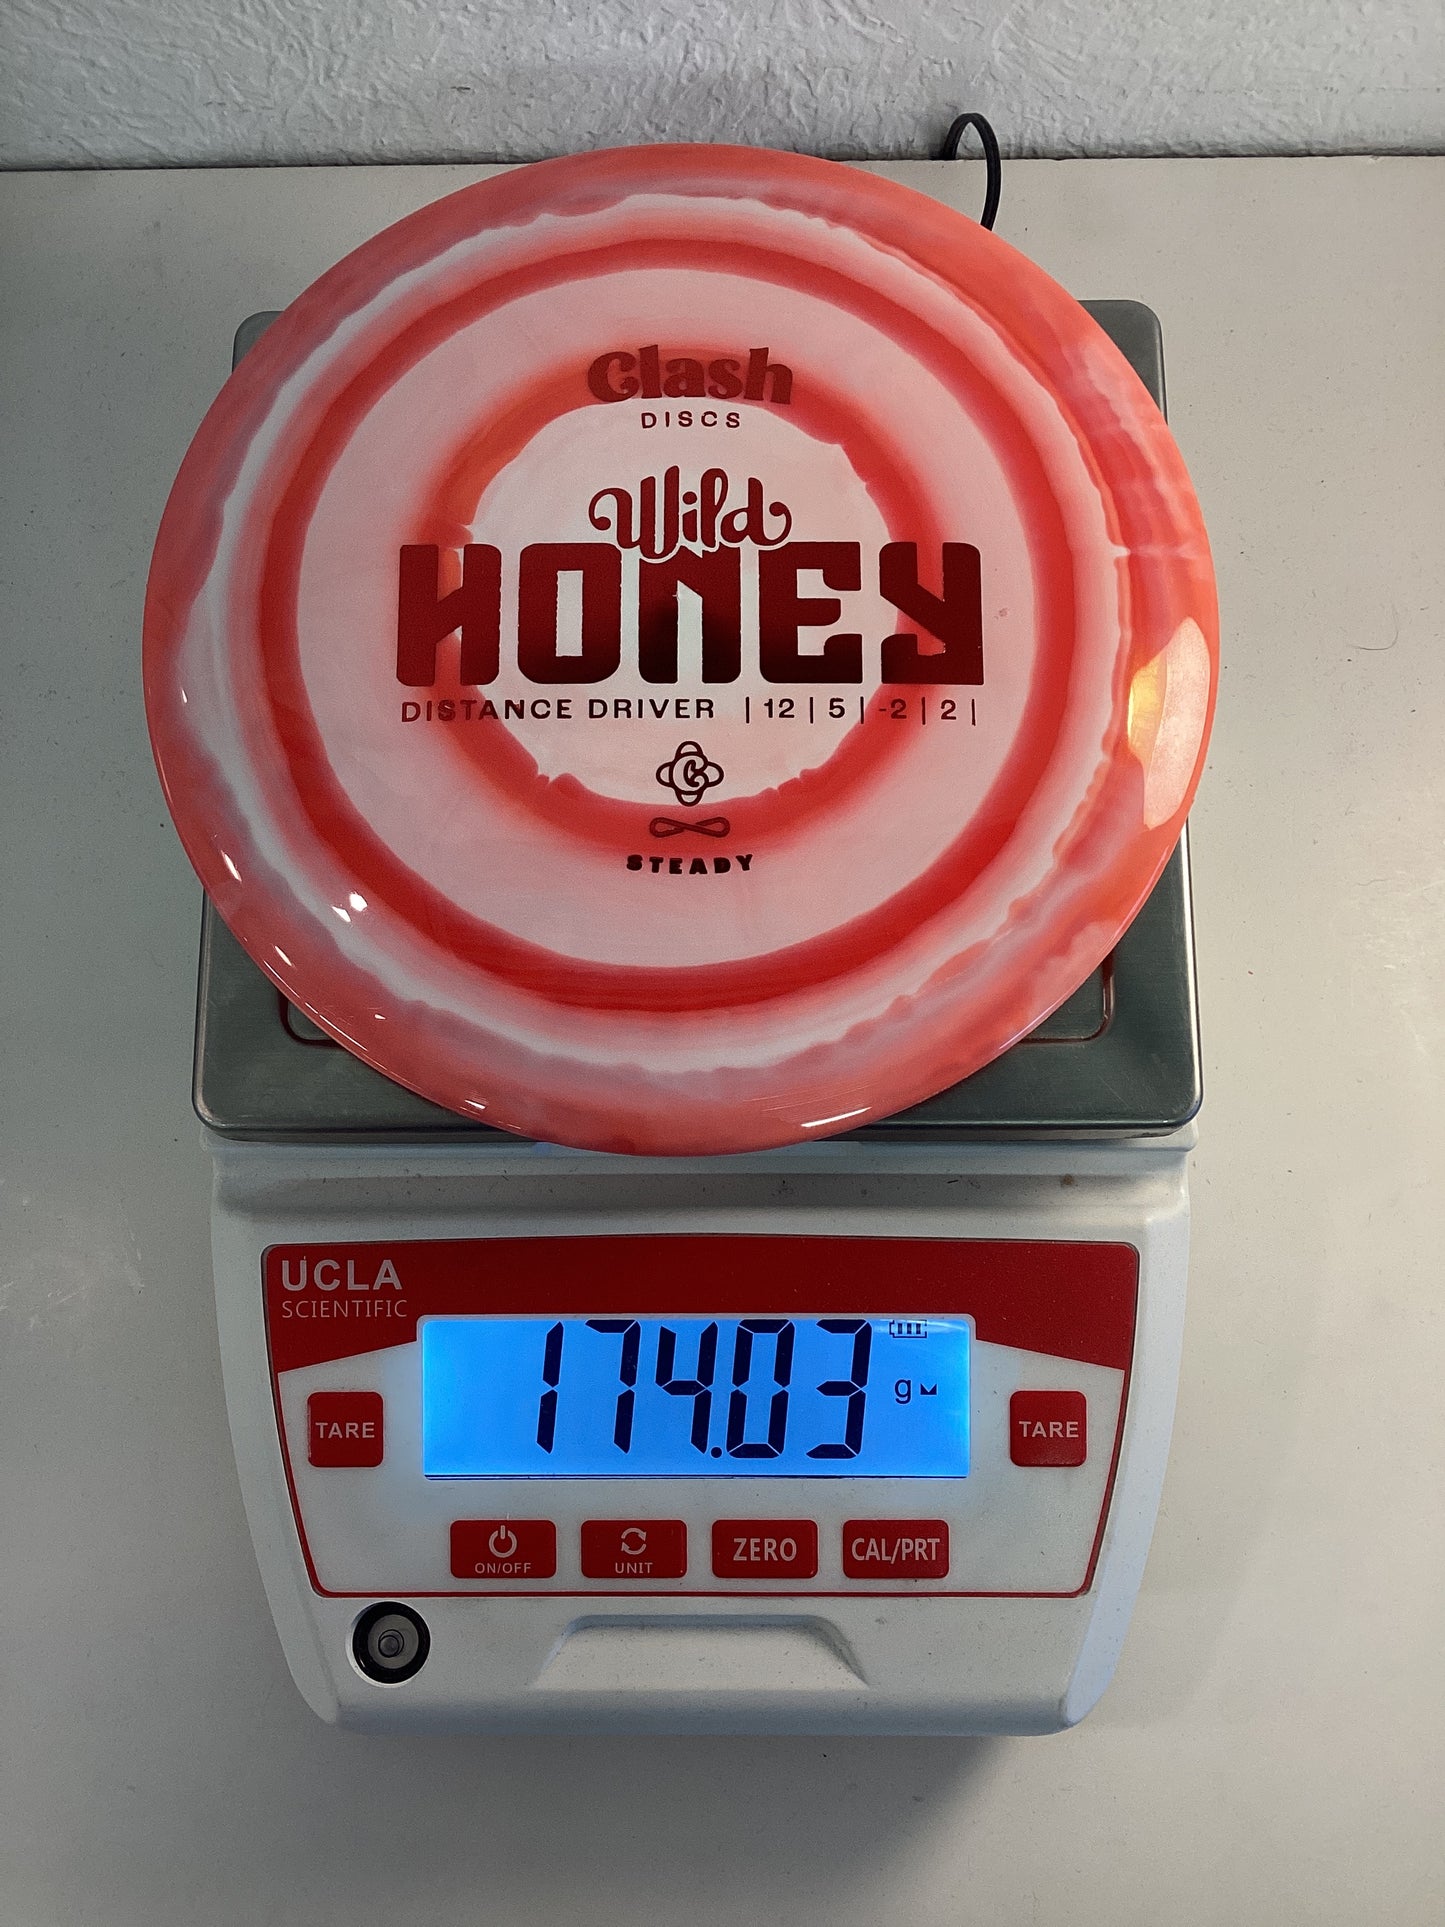 Clash
DISCS
Wild
HONEY
DISTANCE DRIVER | 12 | 5 | -2 | 2 |
C
STEADY
UCLA
SCIENTIFIC
174.03 g
TARE
TARE
ON/OFF
UNIT
ZERO
CAL/PRT